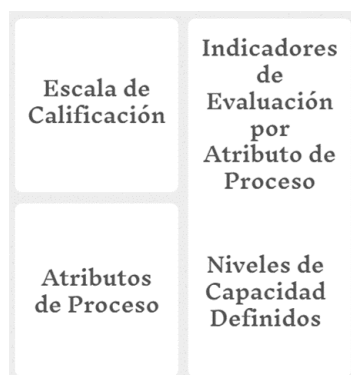 Escala de
Calificación
Indicadores
de
Evaluación
por
Atributo de
Proceso
Atributos
de Proceso
Niveles de
Capacidad
Definidos